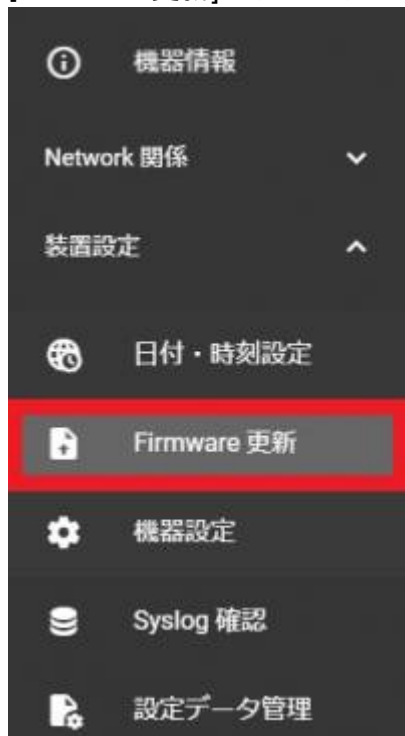 機器情報
Network 関係
装置設定
日付・時刻設定
Firmware 更新
機器設定
Syslog 確認
設定データ管理